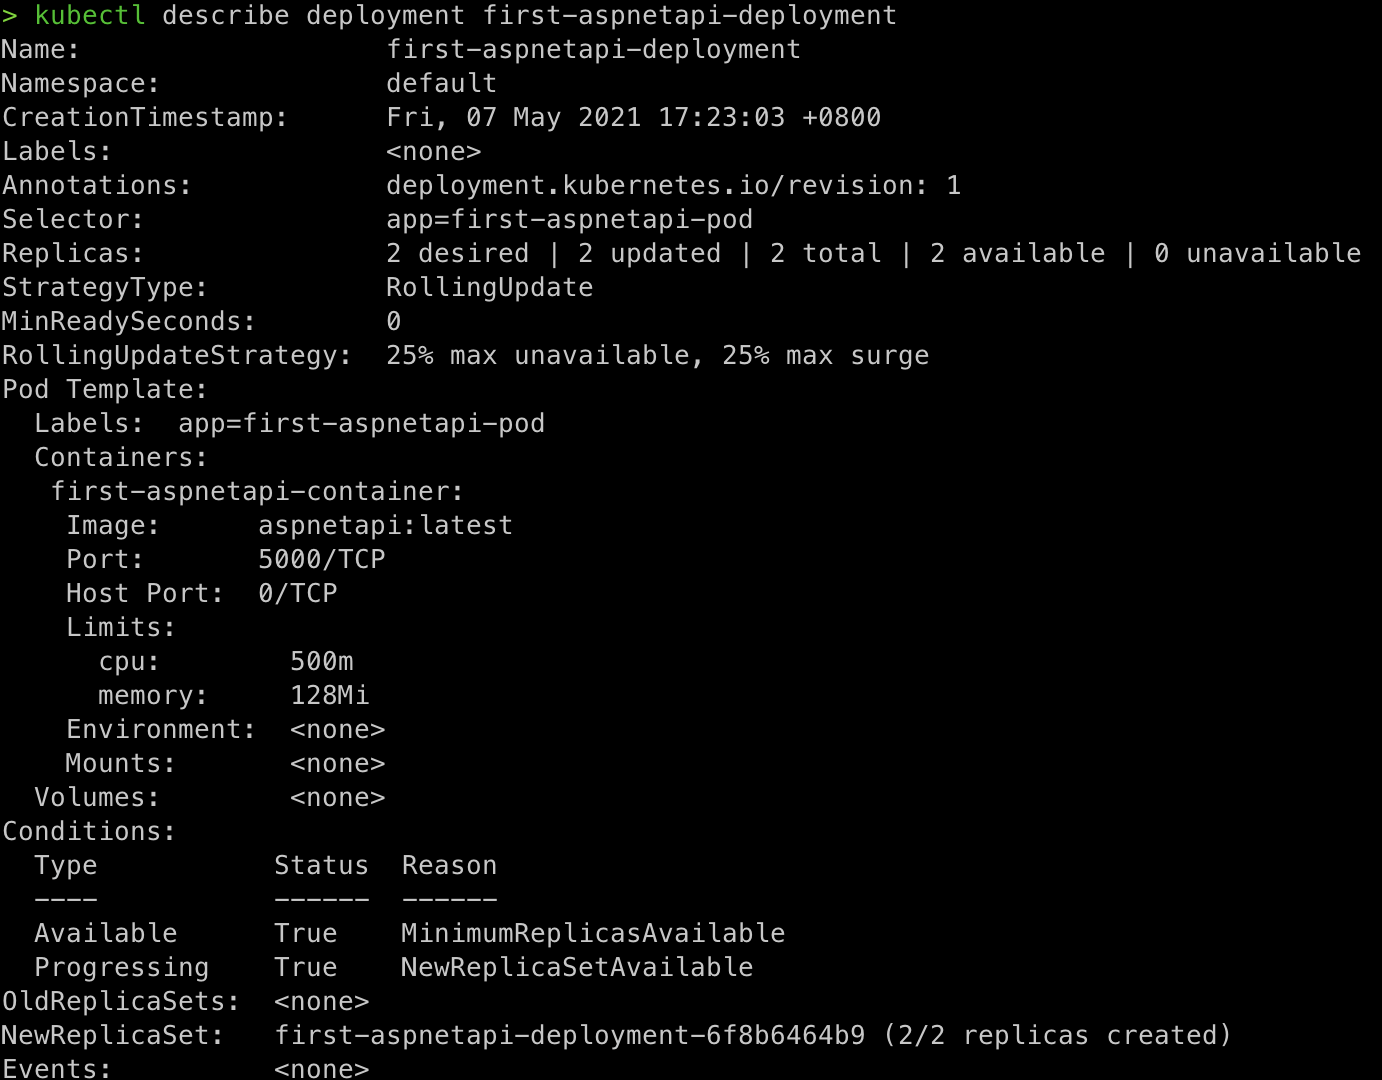 > kubectl describe deployment first-aspnetapi-deployment
Name:                   first-aspnetapi-deployment
Namespace:              default
CreationTimestamp:      Fri, 07 May 2021 17:23:03 +0800
Labels:                 <none>
Annotations:            deployment.kubernetes.io/revision: 1
Selector:               app=first-aspnetapi-pod
Replicas:               2 desired | 2 updated | 2 total | 2 available | 0 unavailable
StrategyType:           RollingUpdate
MinReadySeconds:        0
RollingUpdateStrategy:  25% max unavailable, 25% max surge
Pod Template:
  Labels:  app=first-aspnetapi-pod
  Containers:
   first-aspnetapi-container:
    Image:      aspnetapi:latest
    Port:       5000/TCP
    Host Port:  0/TCP
    Limits:
      cpu:        500m
      memory:     128Mi
    Environment:  <none>
    Mounts:       <none>
  Volumes:        <none>
Conditions:
  Type           Status  Reason
  ----           ------  ------
  Available      True    MinimumReplicasAvailable
  Progressing    True    NewReplicaSetAvailable
OldReplicaSets:  <none>
NewReplicaSet:   first-aspnetapi-deployment-6f8b6464b9 (2/2 replicas created)
Events:          <none>